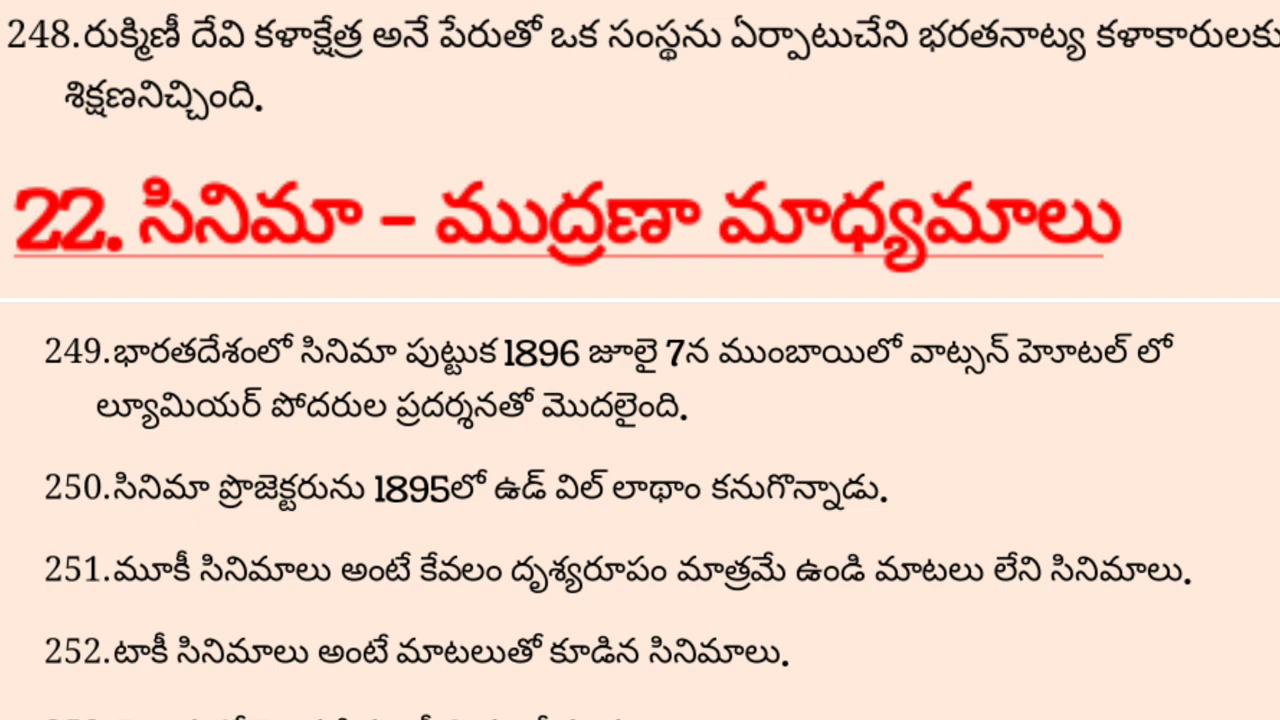 248.రుక్మిణీ దేవి కళాక్షేత్ర అనే పేరుతో ఒక సంస్థను ఏర్పాటుచేని భరతనాట్య కళాకారులకు
శిక్షణనిచ్చింది.
22. సినిమా – ముద్రణా మాధ్యమాలు
249.భారతదేశంలో సినిమా పుట్టుక 1896 జూలై 7న ముంబాయిలో వాట్సన్ హెూటల్ లో
ల్యూమియర్ పోదరుల ప్రదర్శనతో మొదలైంది.
250.సినిమా ప్రొజెక్టరును 1895లో ఉడ్ విల్ లాథాం కనుగొన్నాడు.
251.మూకీ సినిమాలు అంటే కేవలం దృశ్యరూపం మాత్రమే ఉండి మాటలు లేని సినిమాలు.
252.టాకీ సినిమాలు అంటే మాటలుతో కూడిన సినిమాలు.